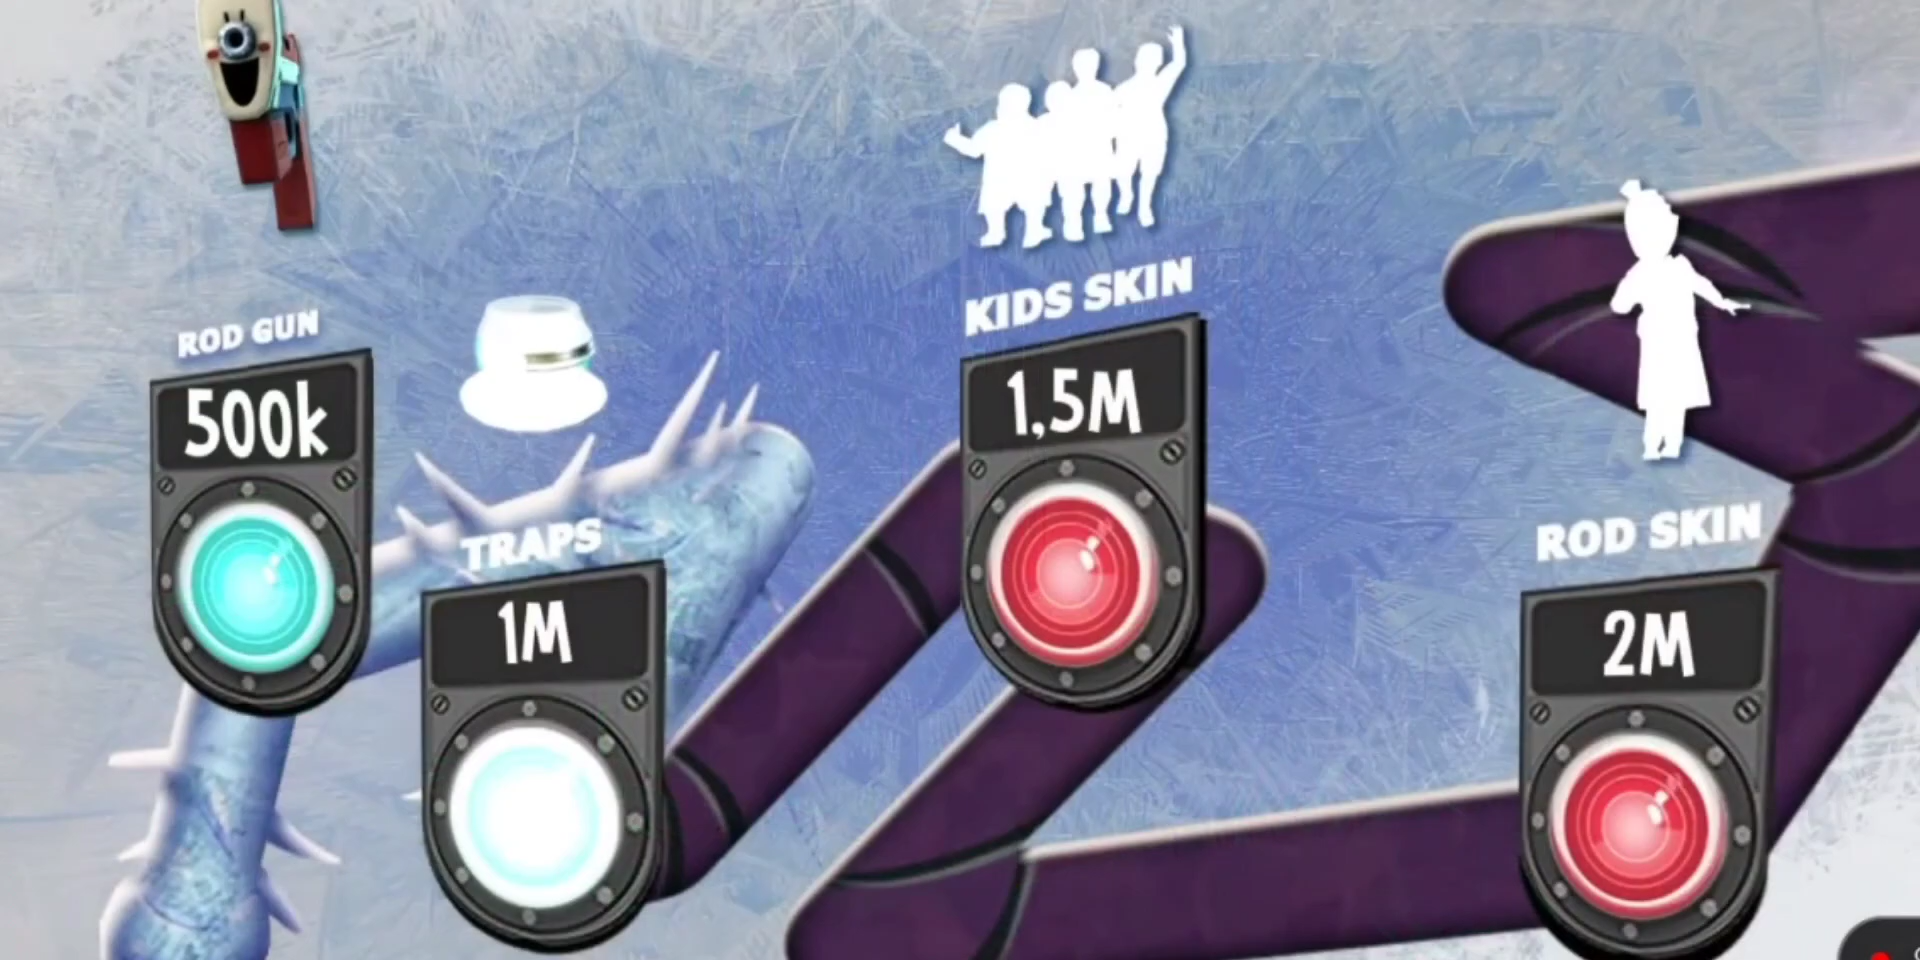 ROD GUN
500k
TRAPS
1M
KIDS SKIN
1,5M
ROD SKIN
2M